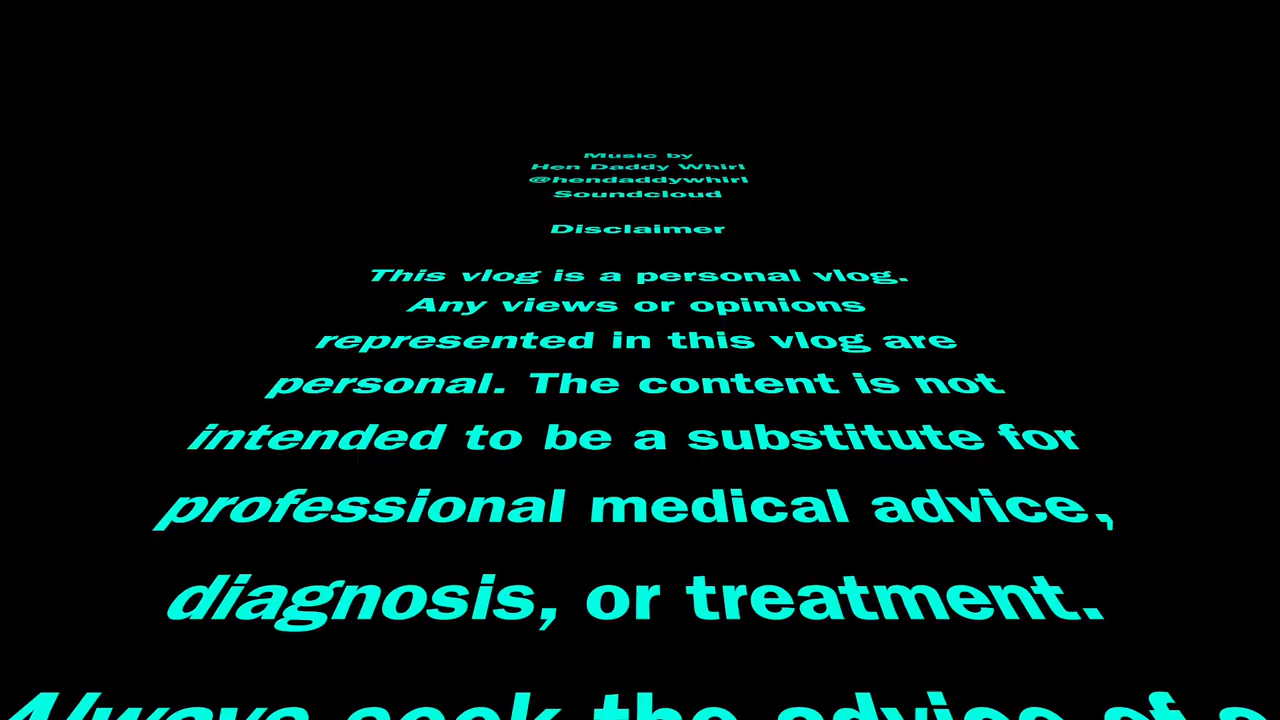 Music by
Hen Daddy Whirl
@hendaddywhirl
Soundcloud
Disclaimer
This vlog is a personal vlog.
Any views or opinions
represented in this vlog are
personal. The content is not
intended to be a substitute for
professional medical advice,
diagnosis, or treatment.
Always seek the advice of a